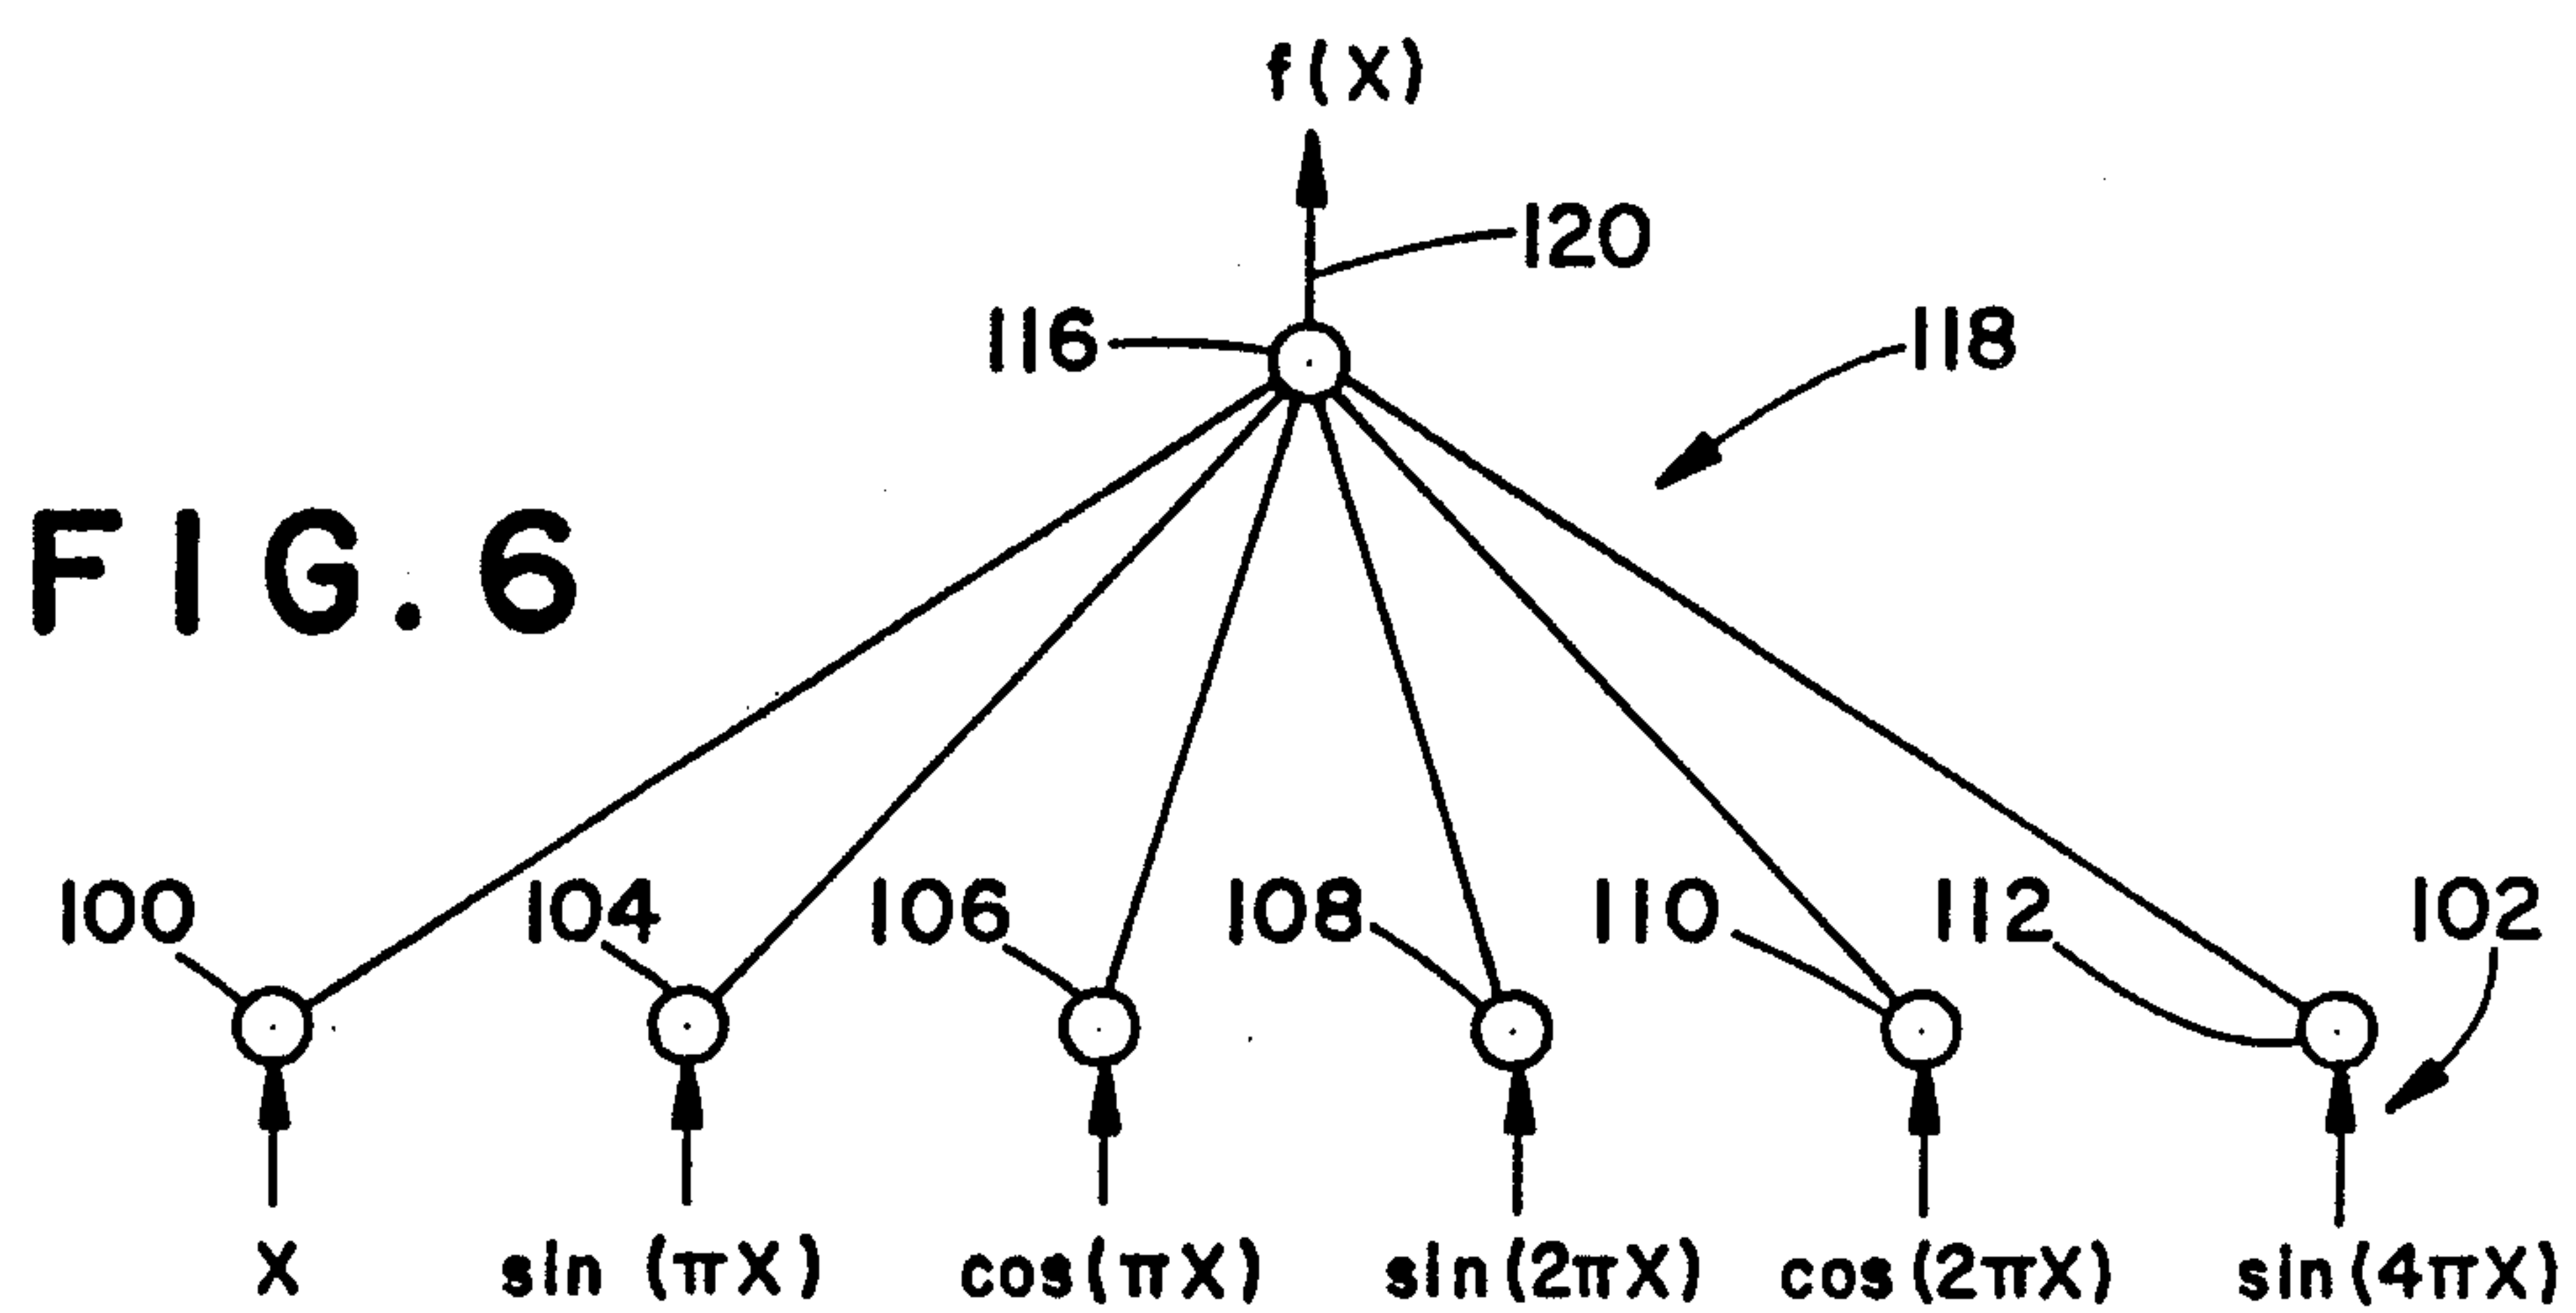 f(X)
120
116
118
FIG. 6
100 104 106 108 110 112 102
X sin (πX) cos(πX) sin(2πX) cos(2πX) sin(4πX)